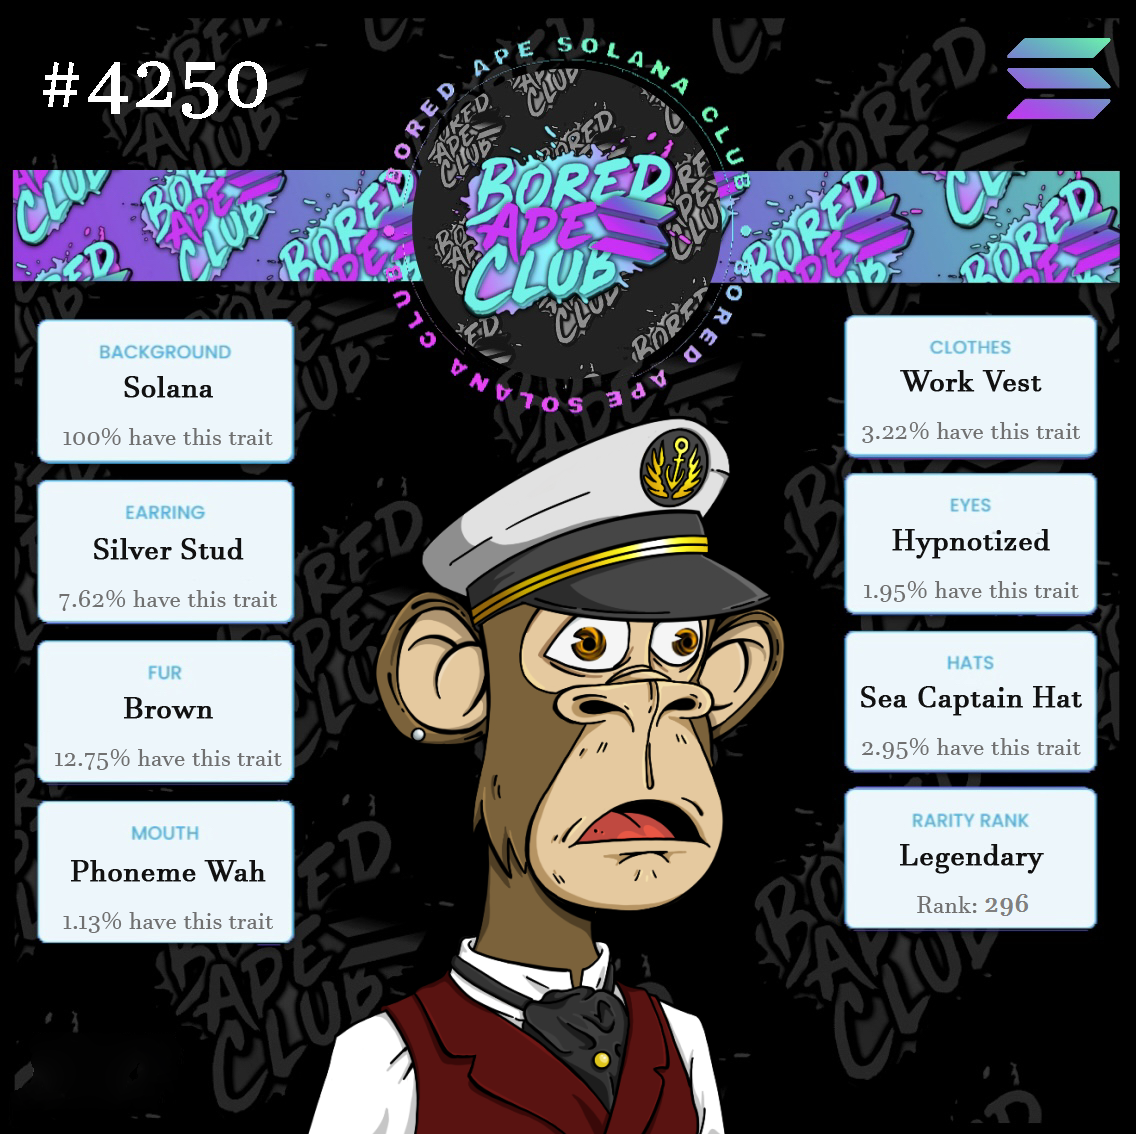 #4250
BORED APE SOLANA CLUB
BORED APE SOLANA CLUB
BORED
APE
CLUB
BACKGROUND
Solana
100% have this trait
EARRING
Silver Stud
7.62% have this trait
FUR
Brown
12.75% have this trait
MOUTH
Phoneme Wah
1.13% have this trait
CLOTHES
Work Vest
3.22% have this trait
EYES
Hypnotized
1.95% have this trait
HATS
Sea Captain Hat
2.95% have this trait
RARITY RANK
Legendary
Rank: 296